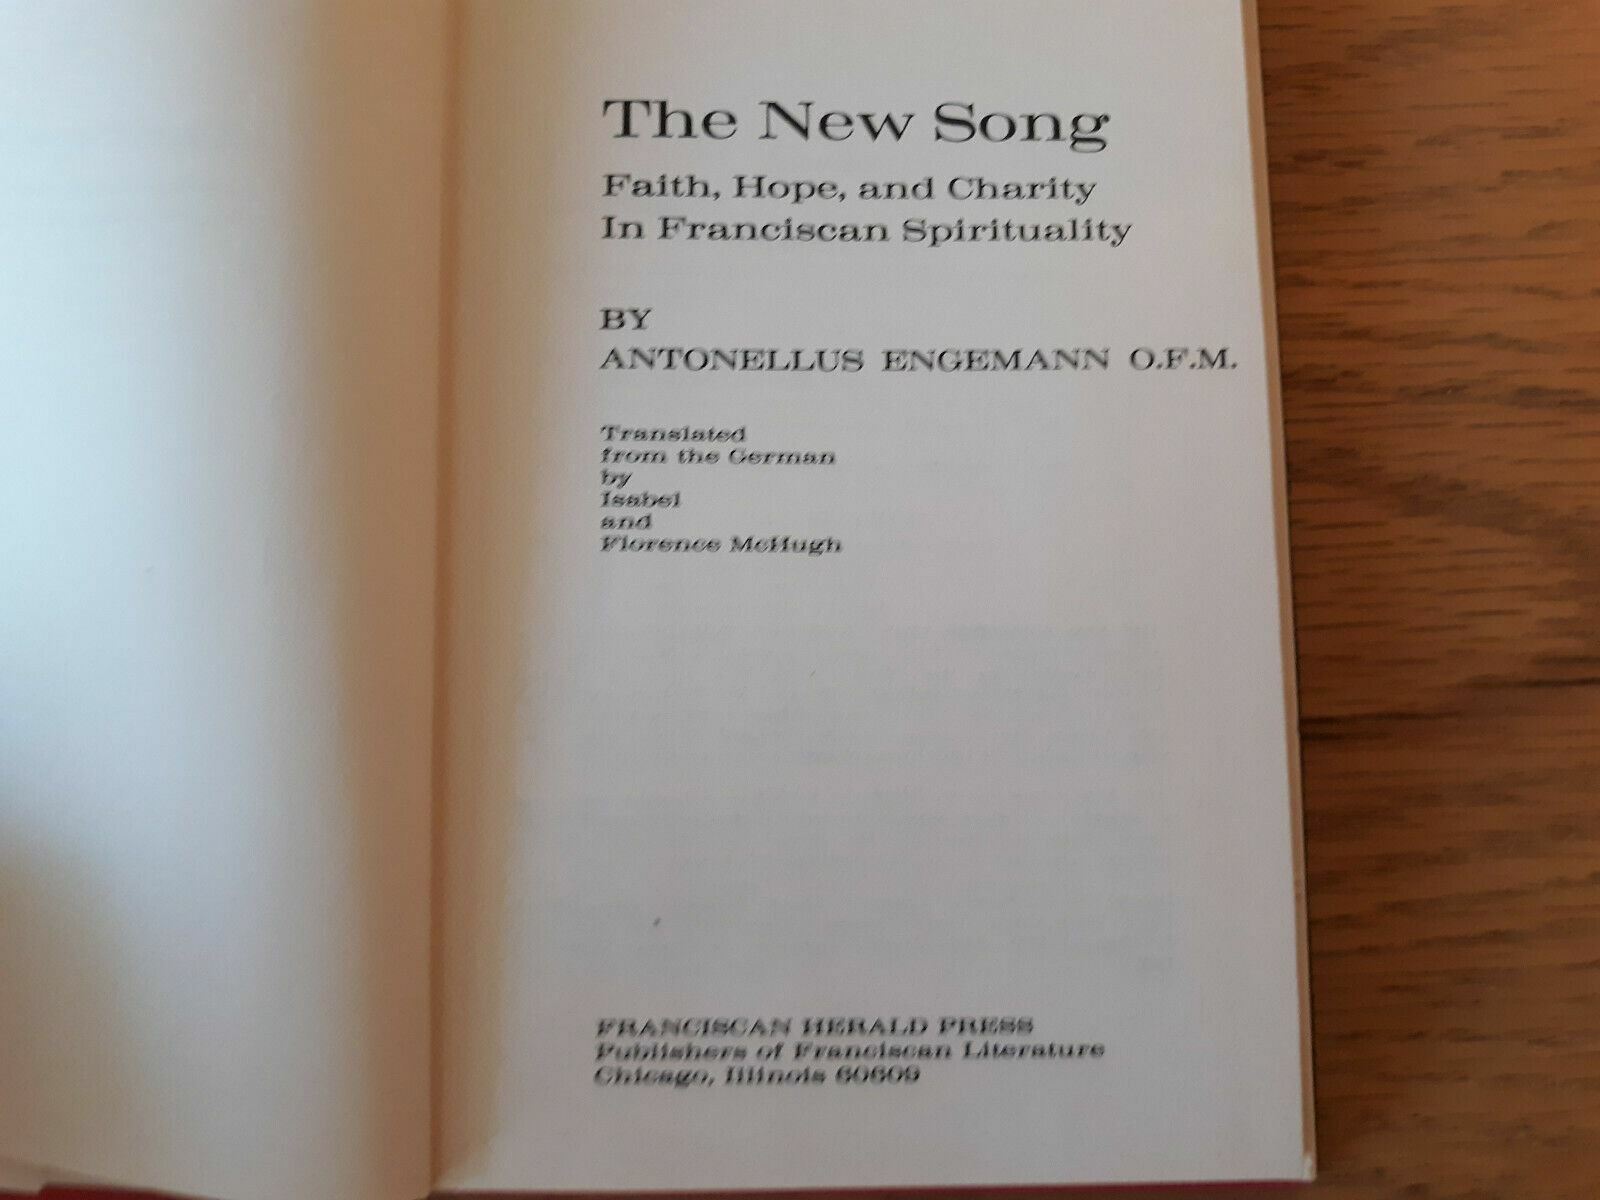 The New Song
Faith, Hope, and Charity
In Franciscan Spirituality
BY
ANTONELLUS ENGEMANN O.F.M.
Translated
from the German
by
Isabel
and
Florence McHugh
FRANCISCAN HERALD PRESS
Publishers of Franciscan Literature
Chicago, Illinois 60609